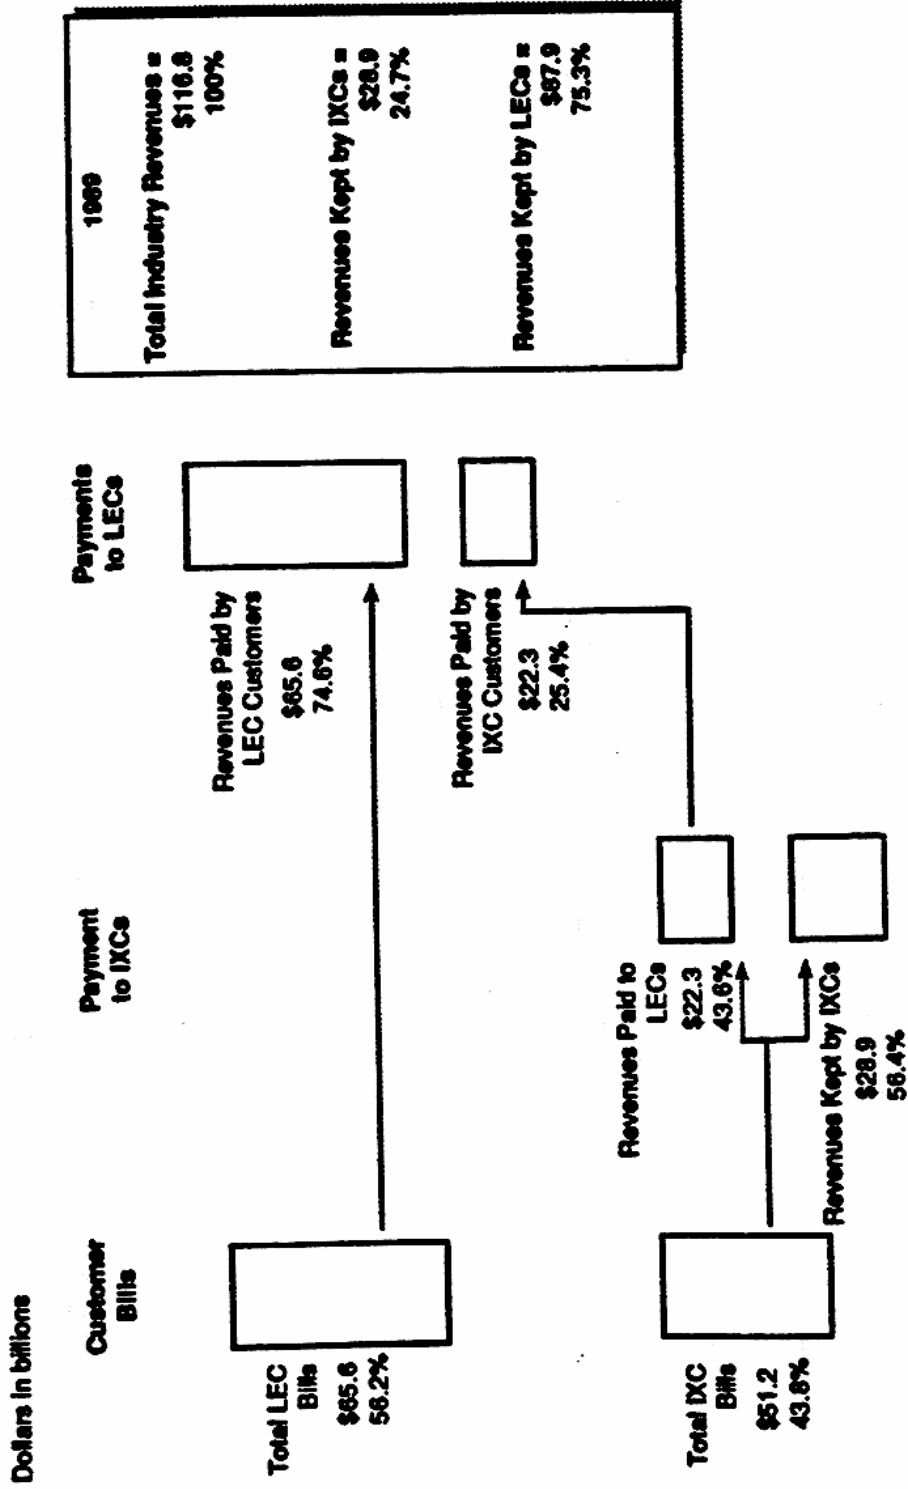 Dollars in billions
Customer
Bills
Payment
to IXCs
Payments
to LECs
Total LEC
Bills
$65.6
56.2%
Revenues Paid by
LEC Customers
$65.6
74.6%
Revenues Paid by
IXC Customers
$22.3
25.4%
Revenues Paid to
LECs
$22.3
43.6%
Total IXC
Bills
$51.2
43.8%
Revenues Kept by IXCs
$28.9
56.4%
1989
Total Industry Revenues =
$116.8
100%
Revenues Kept by IXCs =
$28.9
24.7%
Revenues Kept by LECs =
$87.9
75.3%